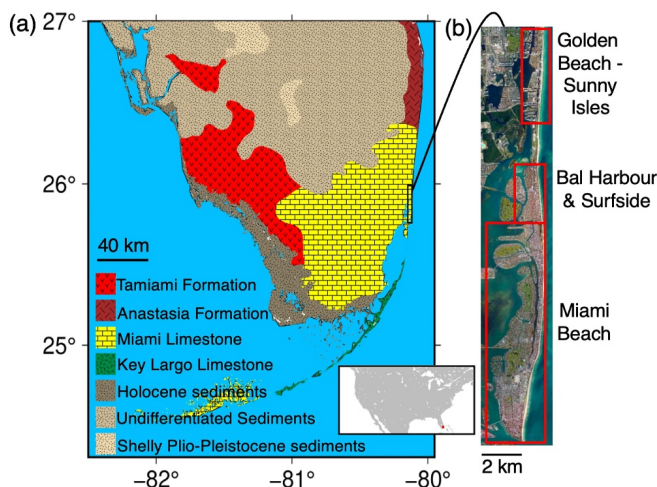 (a)
27°
26°
25°
40 km
Tamiami Formation
Anastasia Formation
Miami Limestone
Key Largo Limestone
Holocene sediments
Undifferentiated Sediments
Shelly Plio-Pleistocene sediments
−82
−81
−80
(b)
Golden
Beach -
Sunny
Isles
Bal Harbour
& Surfside
Miami
Beach
2 km